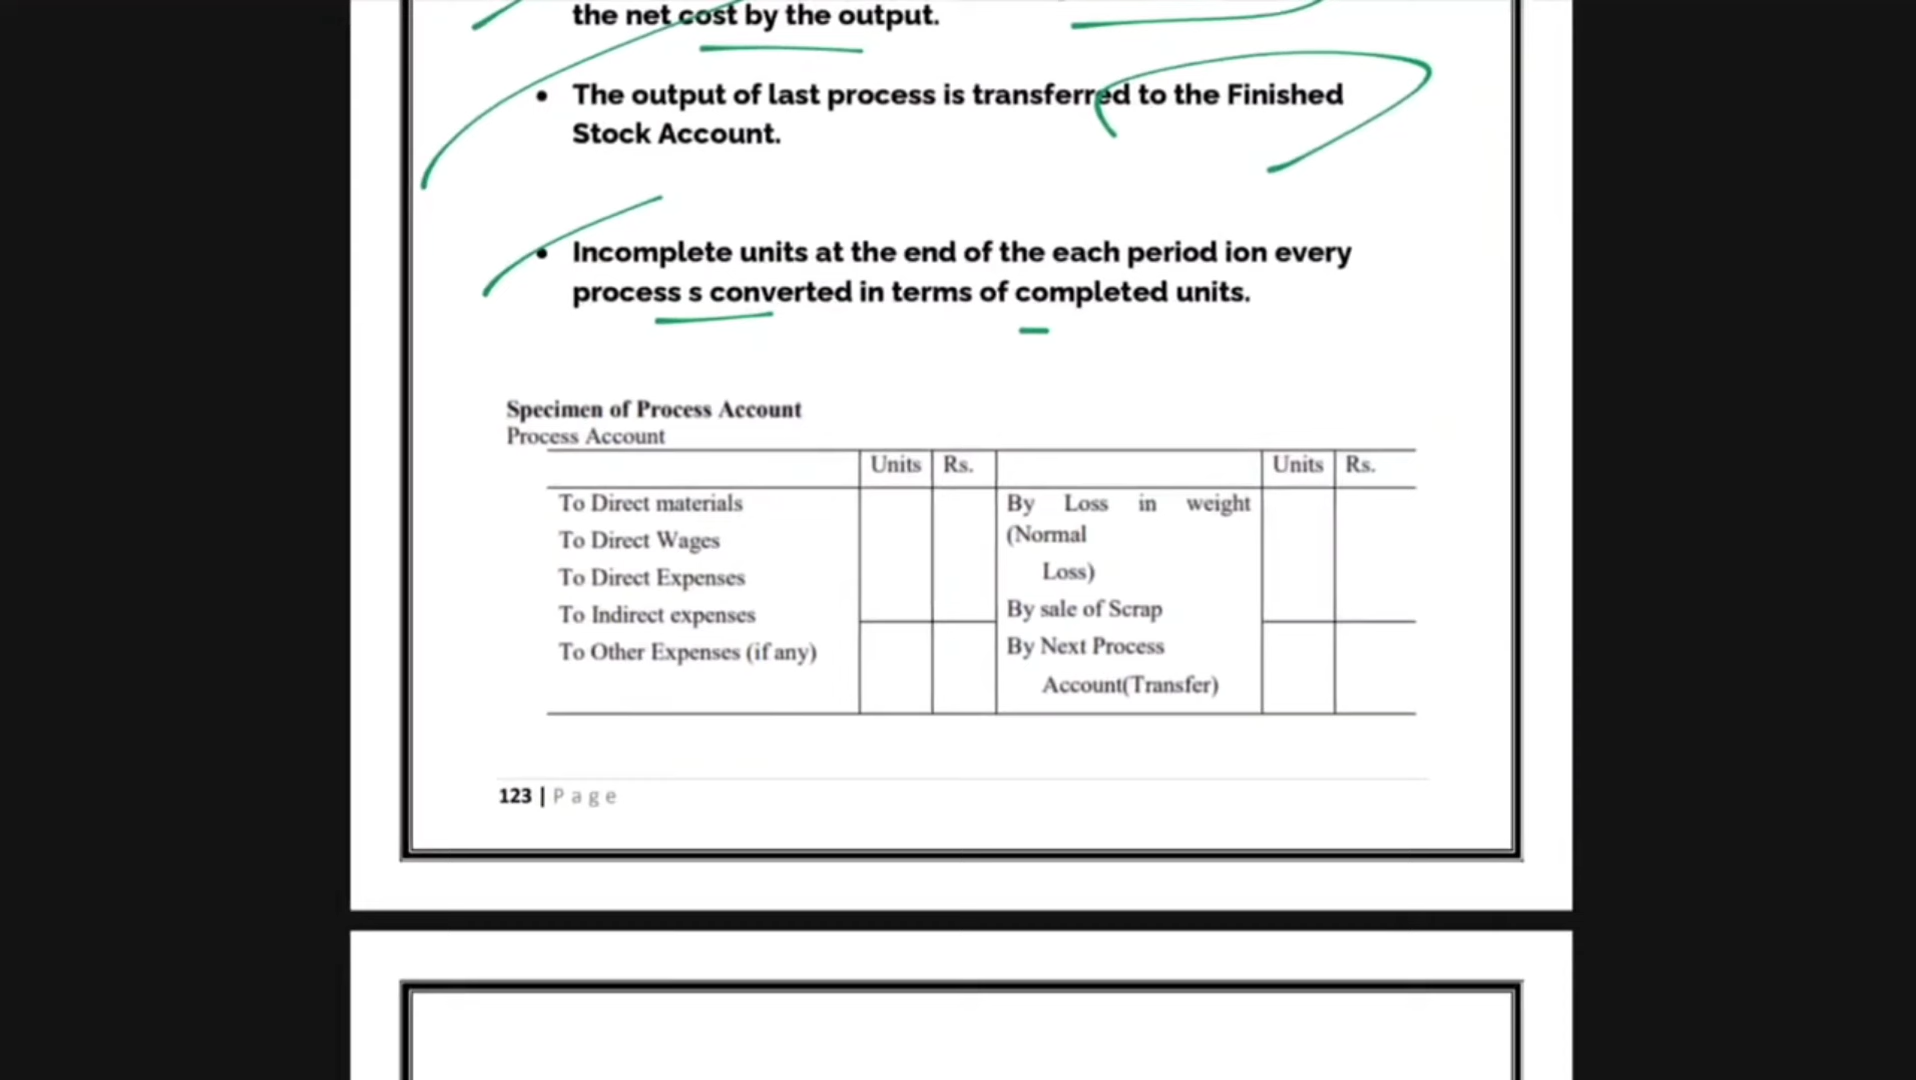 the net cost by the output.
• The output of last process is transferred to the Finished
Stock Account.
• Incomplete units at the end of the each period ion every
process s converted in terms of completed units.
Specimen of Process Account
Process Account
Units Rs. Units Rs.
To Direct materials By Loss in weight
(Normal
To Direct Wages
To Direct Expenses Loss)
To Indirect expenses By sale of Scrap
To Other Expenses (if any) By Next Process
Account(Transfer)
123 | Page